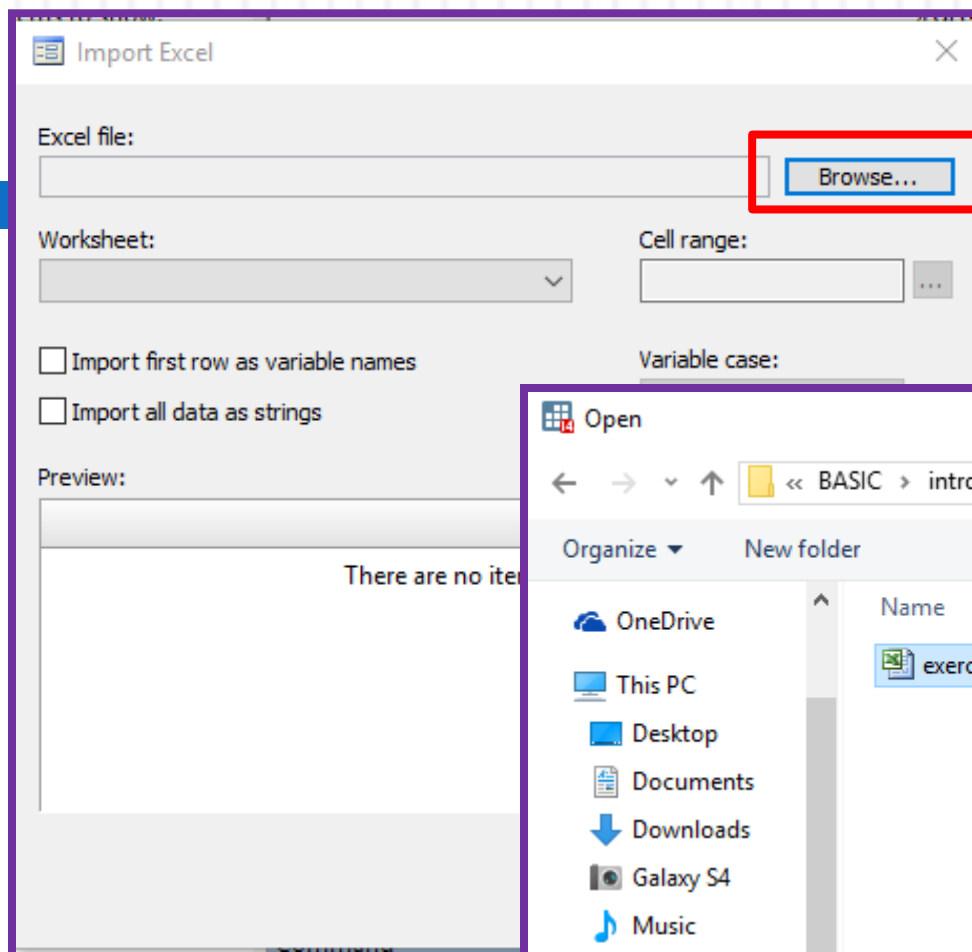 Import Excel
Excel file:
Browse...
Worksheet:
Cell range:
...
Import first row as variable names
Variable case:
Import all data as strings
Preview:
There are no
Open
« BASIC >
Organize
New folder
Name
OneDrive
This PC
Desktop
Documents
Downloads
Galaxy S4
Music